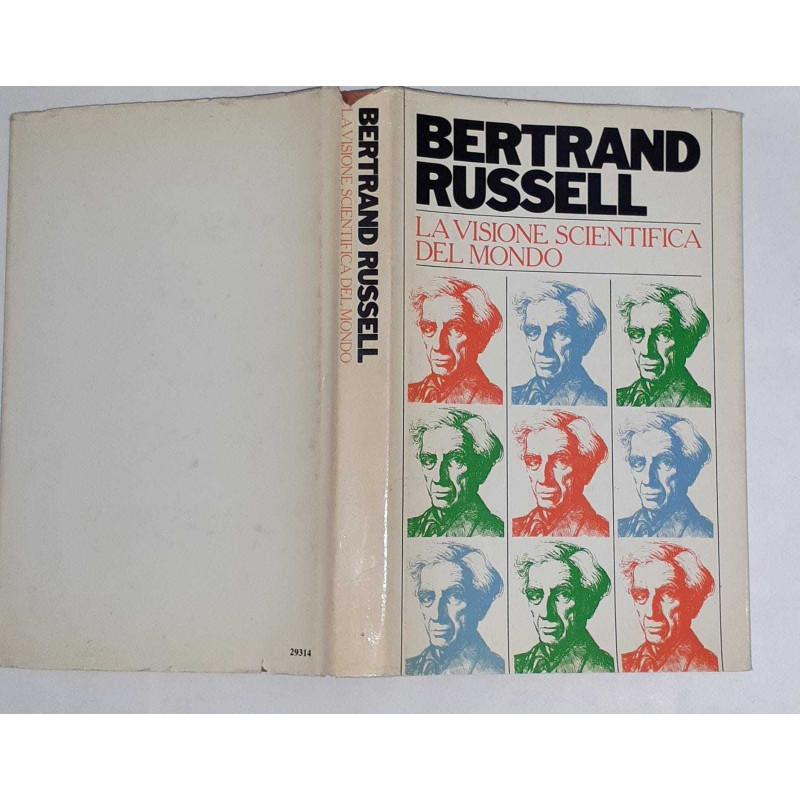 BERTRAND
RUSSELL
LA VISIONE SCIENTIFICA
DEL MONDO
BERTRAND RUSSELL
LA VISIONE SCIENTIFICA DEL MONDO
29314